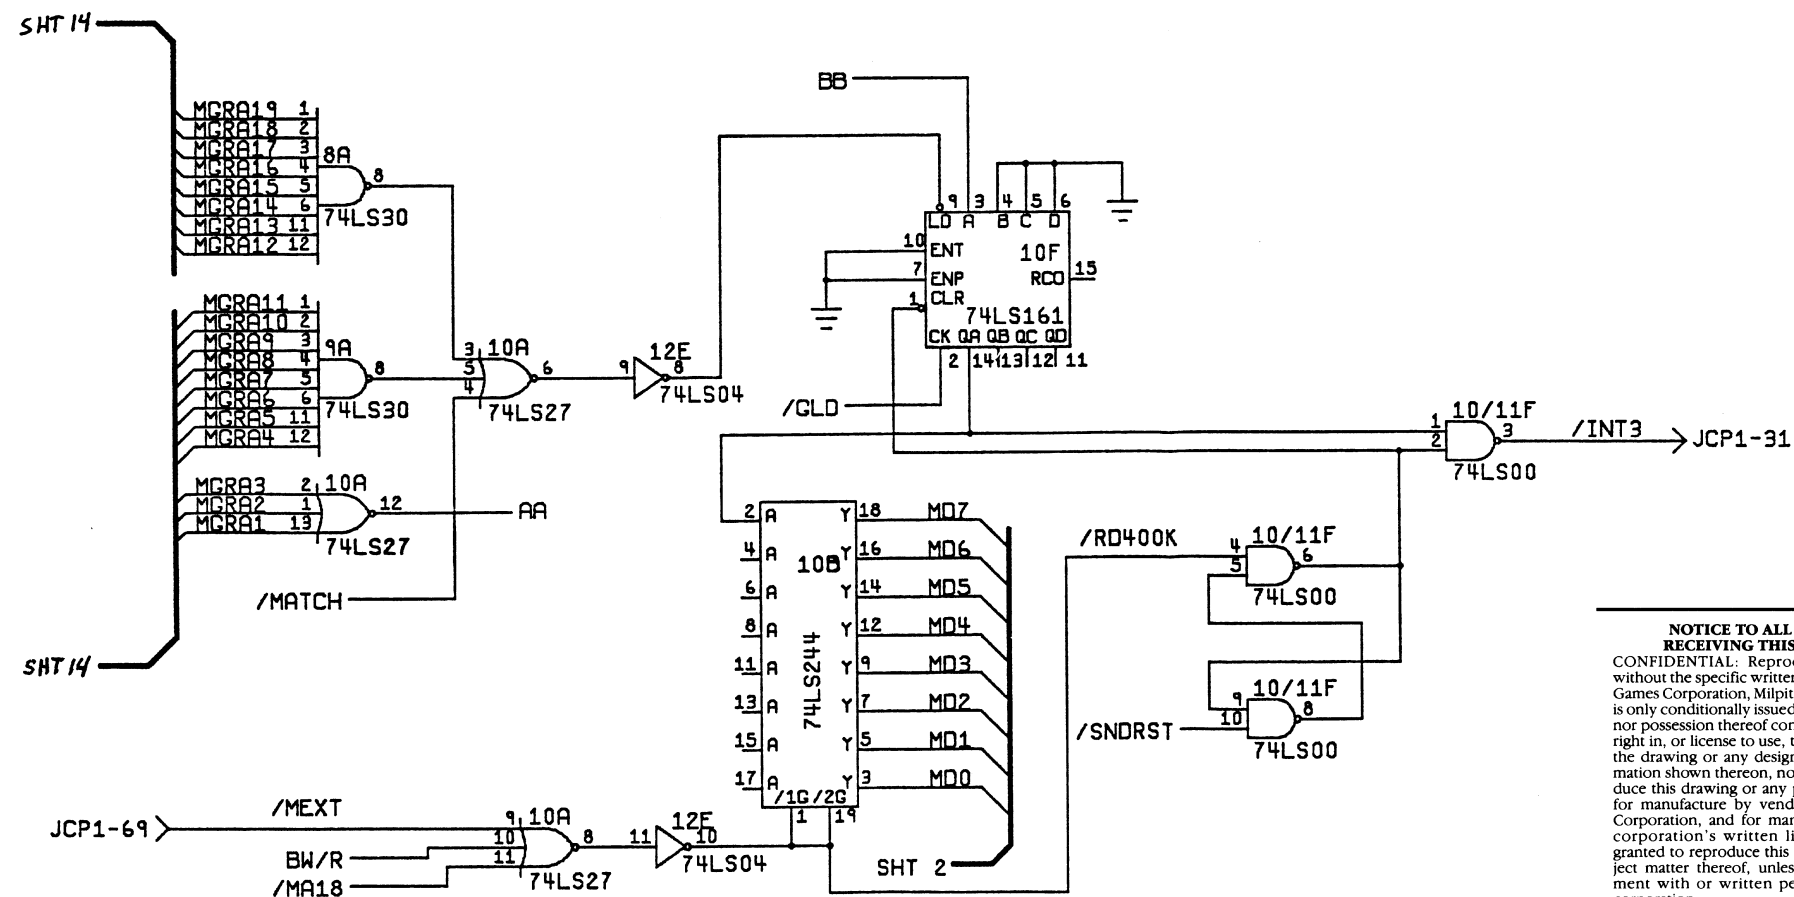 SHT 14
MGRA19 1
MGRA18 2
MGRA17 3
MGRA16 4
MGRA15 5
MGRA14 6
MGRA13 11
MGRA12 12
8A
8
74LS30
MGRA11 1
MGRA10 2
MGRA9 3
MGRA8 4
MGRA7 5
MGRA6 6
MGRA5 11
MGRA4 12
9A
8
74LS30
MGRA3 2
MGRA2 1
MGRA1 13
10A
12
74LS27
AA
/MATCH
SHT 14
3
5
4
10A
6
74LS27
9
12E
8
74LS04
BB
9 3 4 5 6
LD A B C D
10 ENT
10F
7 ENP
RCO 15
1 CLR
74LS161
CK QA QB QC QD
2 14 13 12 11
/GLD
1
2
10/11F
3
74LS00
/INT3
JCP1-31
2 A Y 18 MD7
4 A Y 16 MD6
10B
6 A Y 14 MD5
8 A Y 12 MD4
11 A Y 9 MD3
13 A Y 7 MD2
15 A Y 5 MD1
17 A Y 3 MD0
74LS244
/1G /2G
1 19
SHT 2
/RD400K
4
5
10/11F
6
74LS00
/SNDRST
9
10
10/11F
8
74LS00
JCP1-69
/MEXT
BW/R
/MA18
9
10
11
10A
8
74LS27
11
12E
10
74LS04
NOTICE TO ALL
RECEIVING THIS
CONFIDENTIAL: Reproc
without the specific written
Games Corporation, Milpit
is only conditionally issued
nor possession thereof con
right in, or license to use, t
the drawing or any design
mation shown thereon, no
duce this drawing or any p
for manufacture by vend
Corporation, and for mar
corporation's written li
granted to reproduce this
ject matter thereof, unles
ment with or written pe